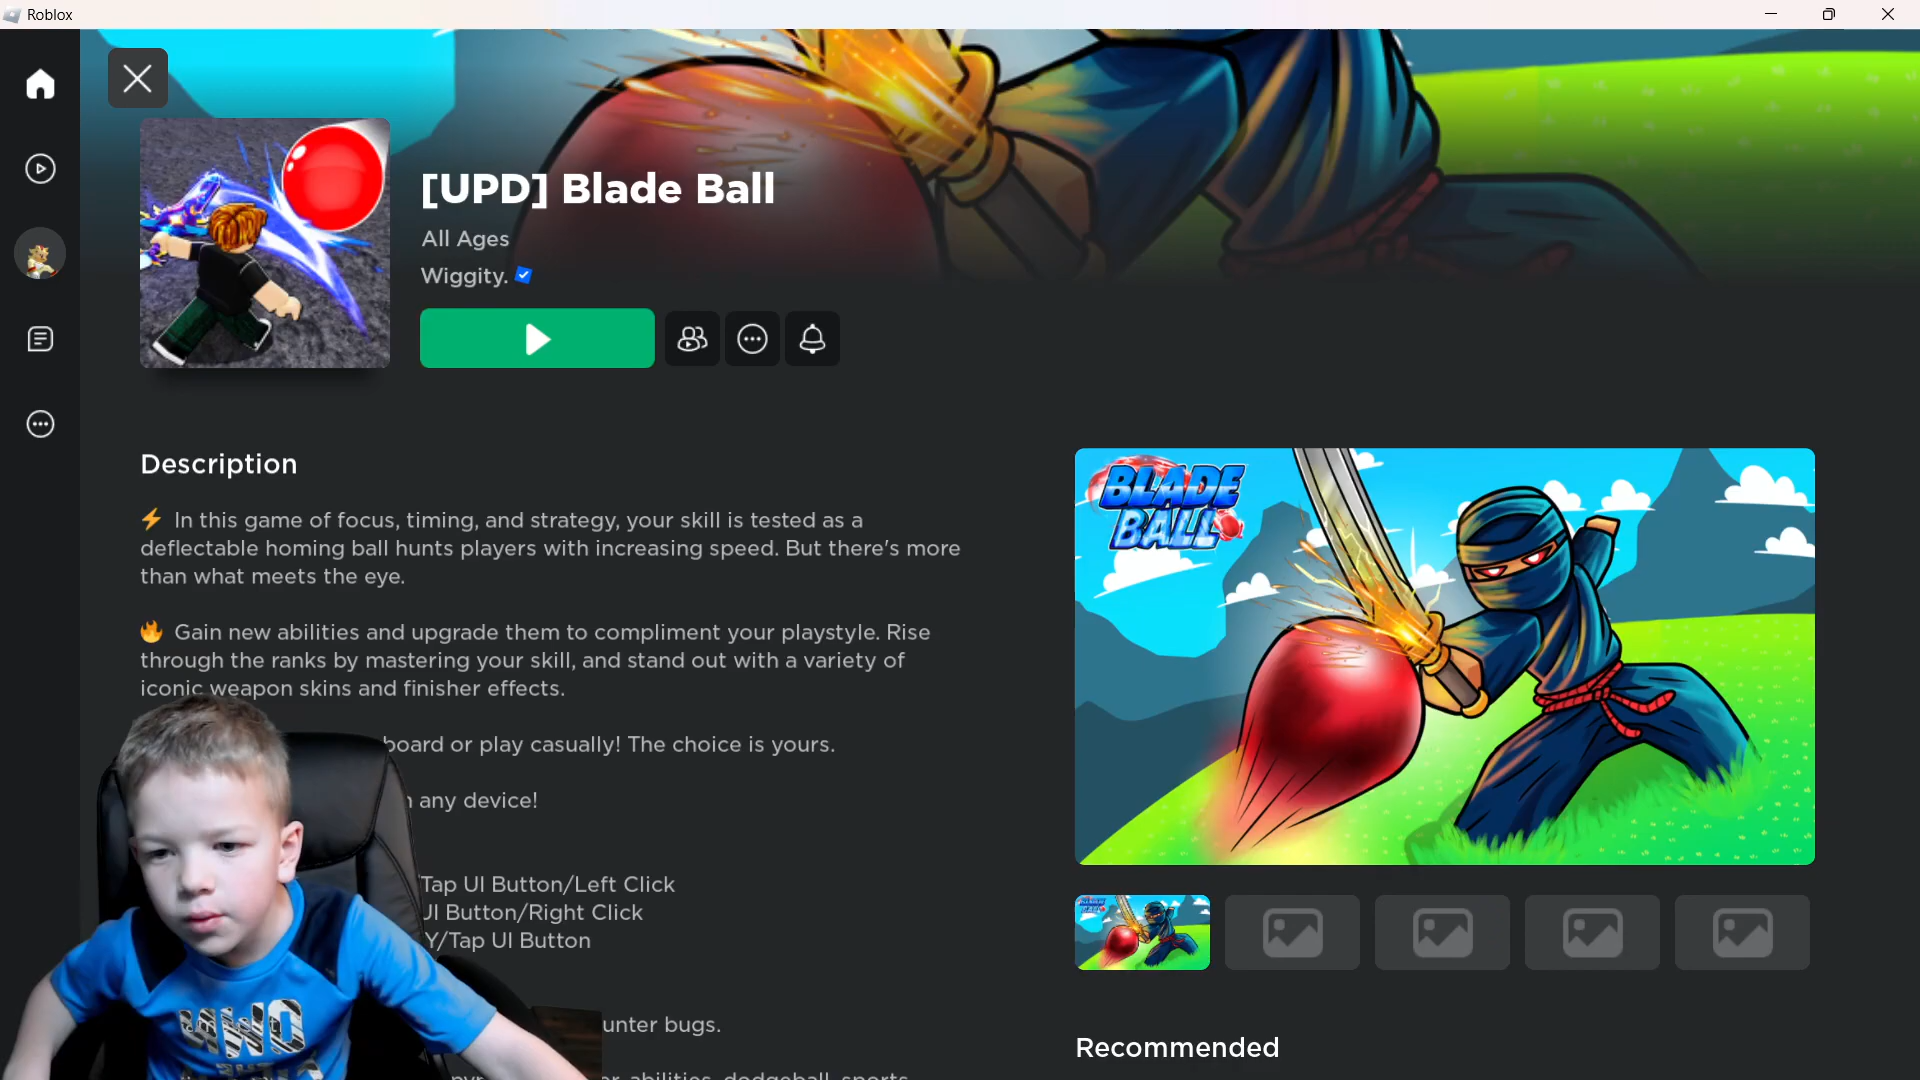 Roblox
[UPD] Blade Ball
All Ages
Wiggity.
Description
⚡ In this game of focus, timing, and strategy, your skill is tested as a
deflectable homing ball hunts players with increasing speed. But there's more
than what meets the eye.
🔥 Gain new abilities and upgrade them to compliment your playstyle. Rise
through the ranks by mastering your skill, and stand out with a variety of
iconic weapon skins and finisher effects.
board or play casually! The choice is yours.
any device!
Tap UI Button/Left Click
UI Button/Right Click
Y/Tap UI Button
unter bugs.
abilities, dodgeball, sports
BLADE
BALL
Recommended